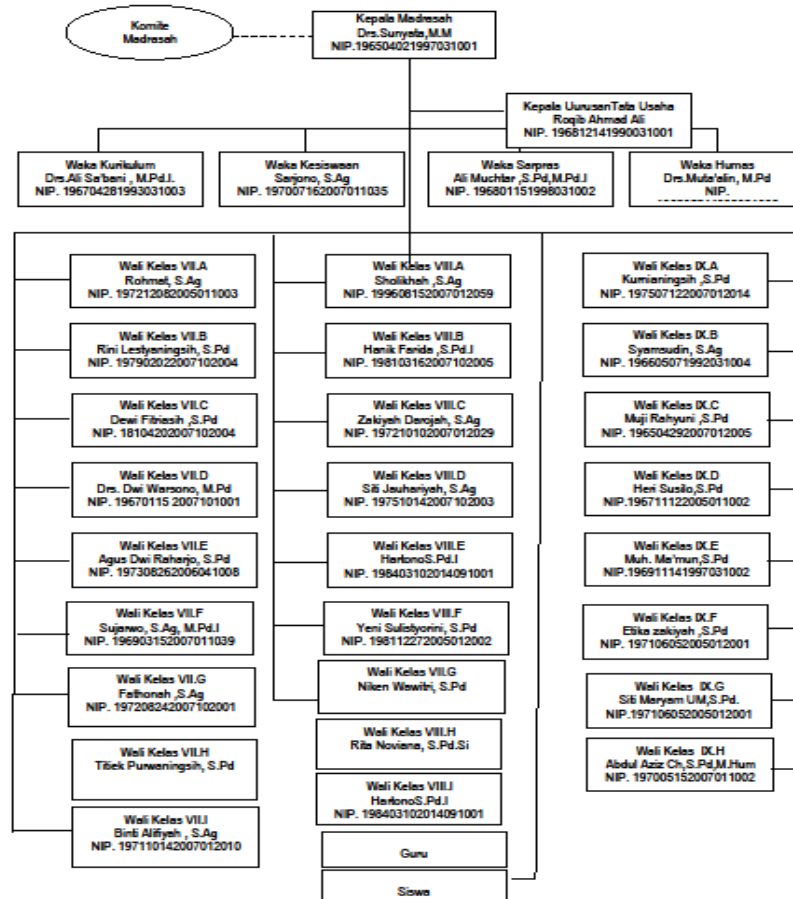 Komite
Madrasah
Kepala Madrasah
Drs.Sunyata,M.M
NIP.196504021997031001
Kepala UurusanTata Usaha
Roqib Ahmad Ali
NIP. 196812141990031001
Waka Kurikulum
Drs.Ali Sa'bani , M.Pd.I.
NIP. 196704281993031003
Waka Kesiswaan
Sarjono, S.Ag
NIP. 197007162007011035
Waka Sarpras
Ali Muchtar ,S.Pd,M.Pd.I
NIP. 196801151998031002
Waka Humas
Drs.Muta'alin, M.Pd
NIP.
Wali Kelas VII.A
Rohmat, S.Ag
NIP. 197212082005011003
Wali Kelas VII.B
Rini Lestyaningsih, S.Pd
NIP. 197902022007102004
Wali Kelas VII.C
Dewi Fitriasih ,S.Pd
NIP. 18104202007102004
Wali Kelas VII.D
Drs. Dwi Warsono, M.Pd
NIP. 19670115 2007101001
Wali Kelas VII.E
Agus Dwi Raharjo, S.Pd
NIP. 197308262006041008
Wali Kelas VII.F
Sujarwo, S.Ag, M.Pd.I
NIP. 196903152007011039
Wali Kelas VII.G
Fathonah ,S.Ag
NIP. 197208242007102001
Wali Kelas VII.H
Titiek Purwaningsih, S.Pd
Wali Kelas VII.I
Binti Alifiyah , S.Ag
NIP. 197110142007012010
Wali Kelas VIII.A
Sholikhah ,S.Ag
NIP. 199608152007012059
Wali Kelas VIII.B
Hanik Farida ,S.Pd.I
NIP. 198103162007102005
Wali Kelas VIII.C
Zakiyah Darojah, S.Ag
NIP. 197210102007012029
Wali Kelas VIII.D
Siti Jauhariyah, S.Ag
NIP. 197510142007102003
Wali Kelas VIII.E
HartonoS.Pd.I
NIP. 198403102014091001
Wali Kelas VIII.F
Yeni Sulistyorini, S.Pd
NIP. 198112272005012002
Wali Kelas VII.G
Niken Wawitri, S.Pd
Wali Kelas VIII.H
Rita Noviana, S.Pd.Si
Wali Kelas VIII.I
HartonoS.Pd.I
NIP. 198403102014091001
Guru
Siswa
Wali Kelas IX.A
Kurnianingsih ,S.Pd
NIP. 197507122007012014
Wali Kelas IX.B
Syamsudin, S.Ag
NIP. 196605071992031004
Wali Kelas IX.C
Muji Rahyuni ,S.Pd
NIP. 196504292007012005
Wali Kelas IX.D
Heri Susilo,S.Pd
NIP.196711122005011002
Wali Kelas IX.E
Muh. Ma'mun,S.Pd
NIP.196911141997031002
Wali Kelas IX.F
Etika zakiyah ,S.Pd
NIP. 197106052005012001
Wali Kelas IX.G
Siti Maryam UM,S.Pd.
NIP.197106052005012001
Wali Kelas IX.H
Abdul Aziz Ch,S.Pd,M.Hum
NIP. 197005152007011002